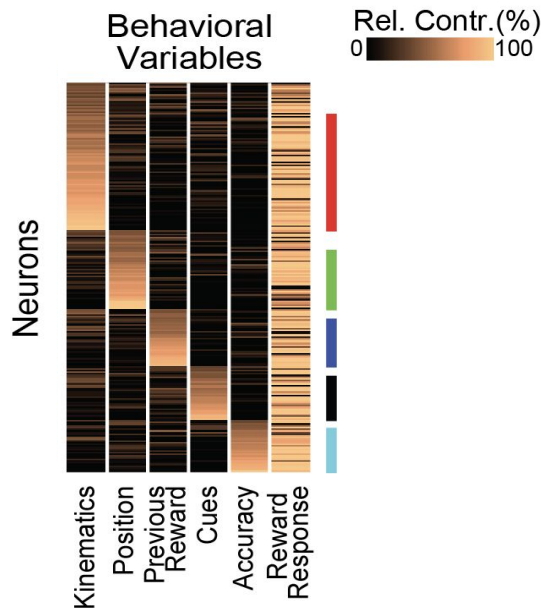 Behavioral
Variables
Rel. Contr.(%)
0 100
Neurons
Kinematics
Position
Previous
Reward
Cues
Accuracy
Reward
Response